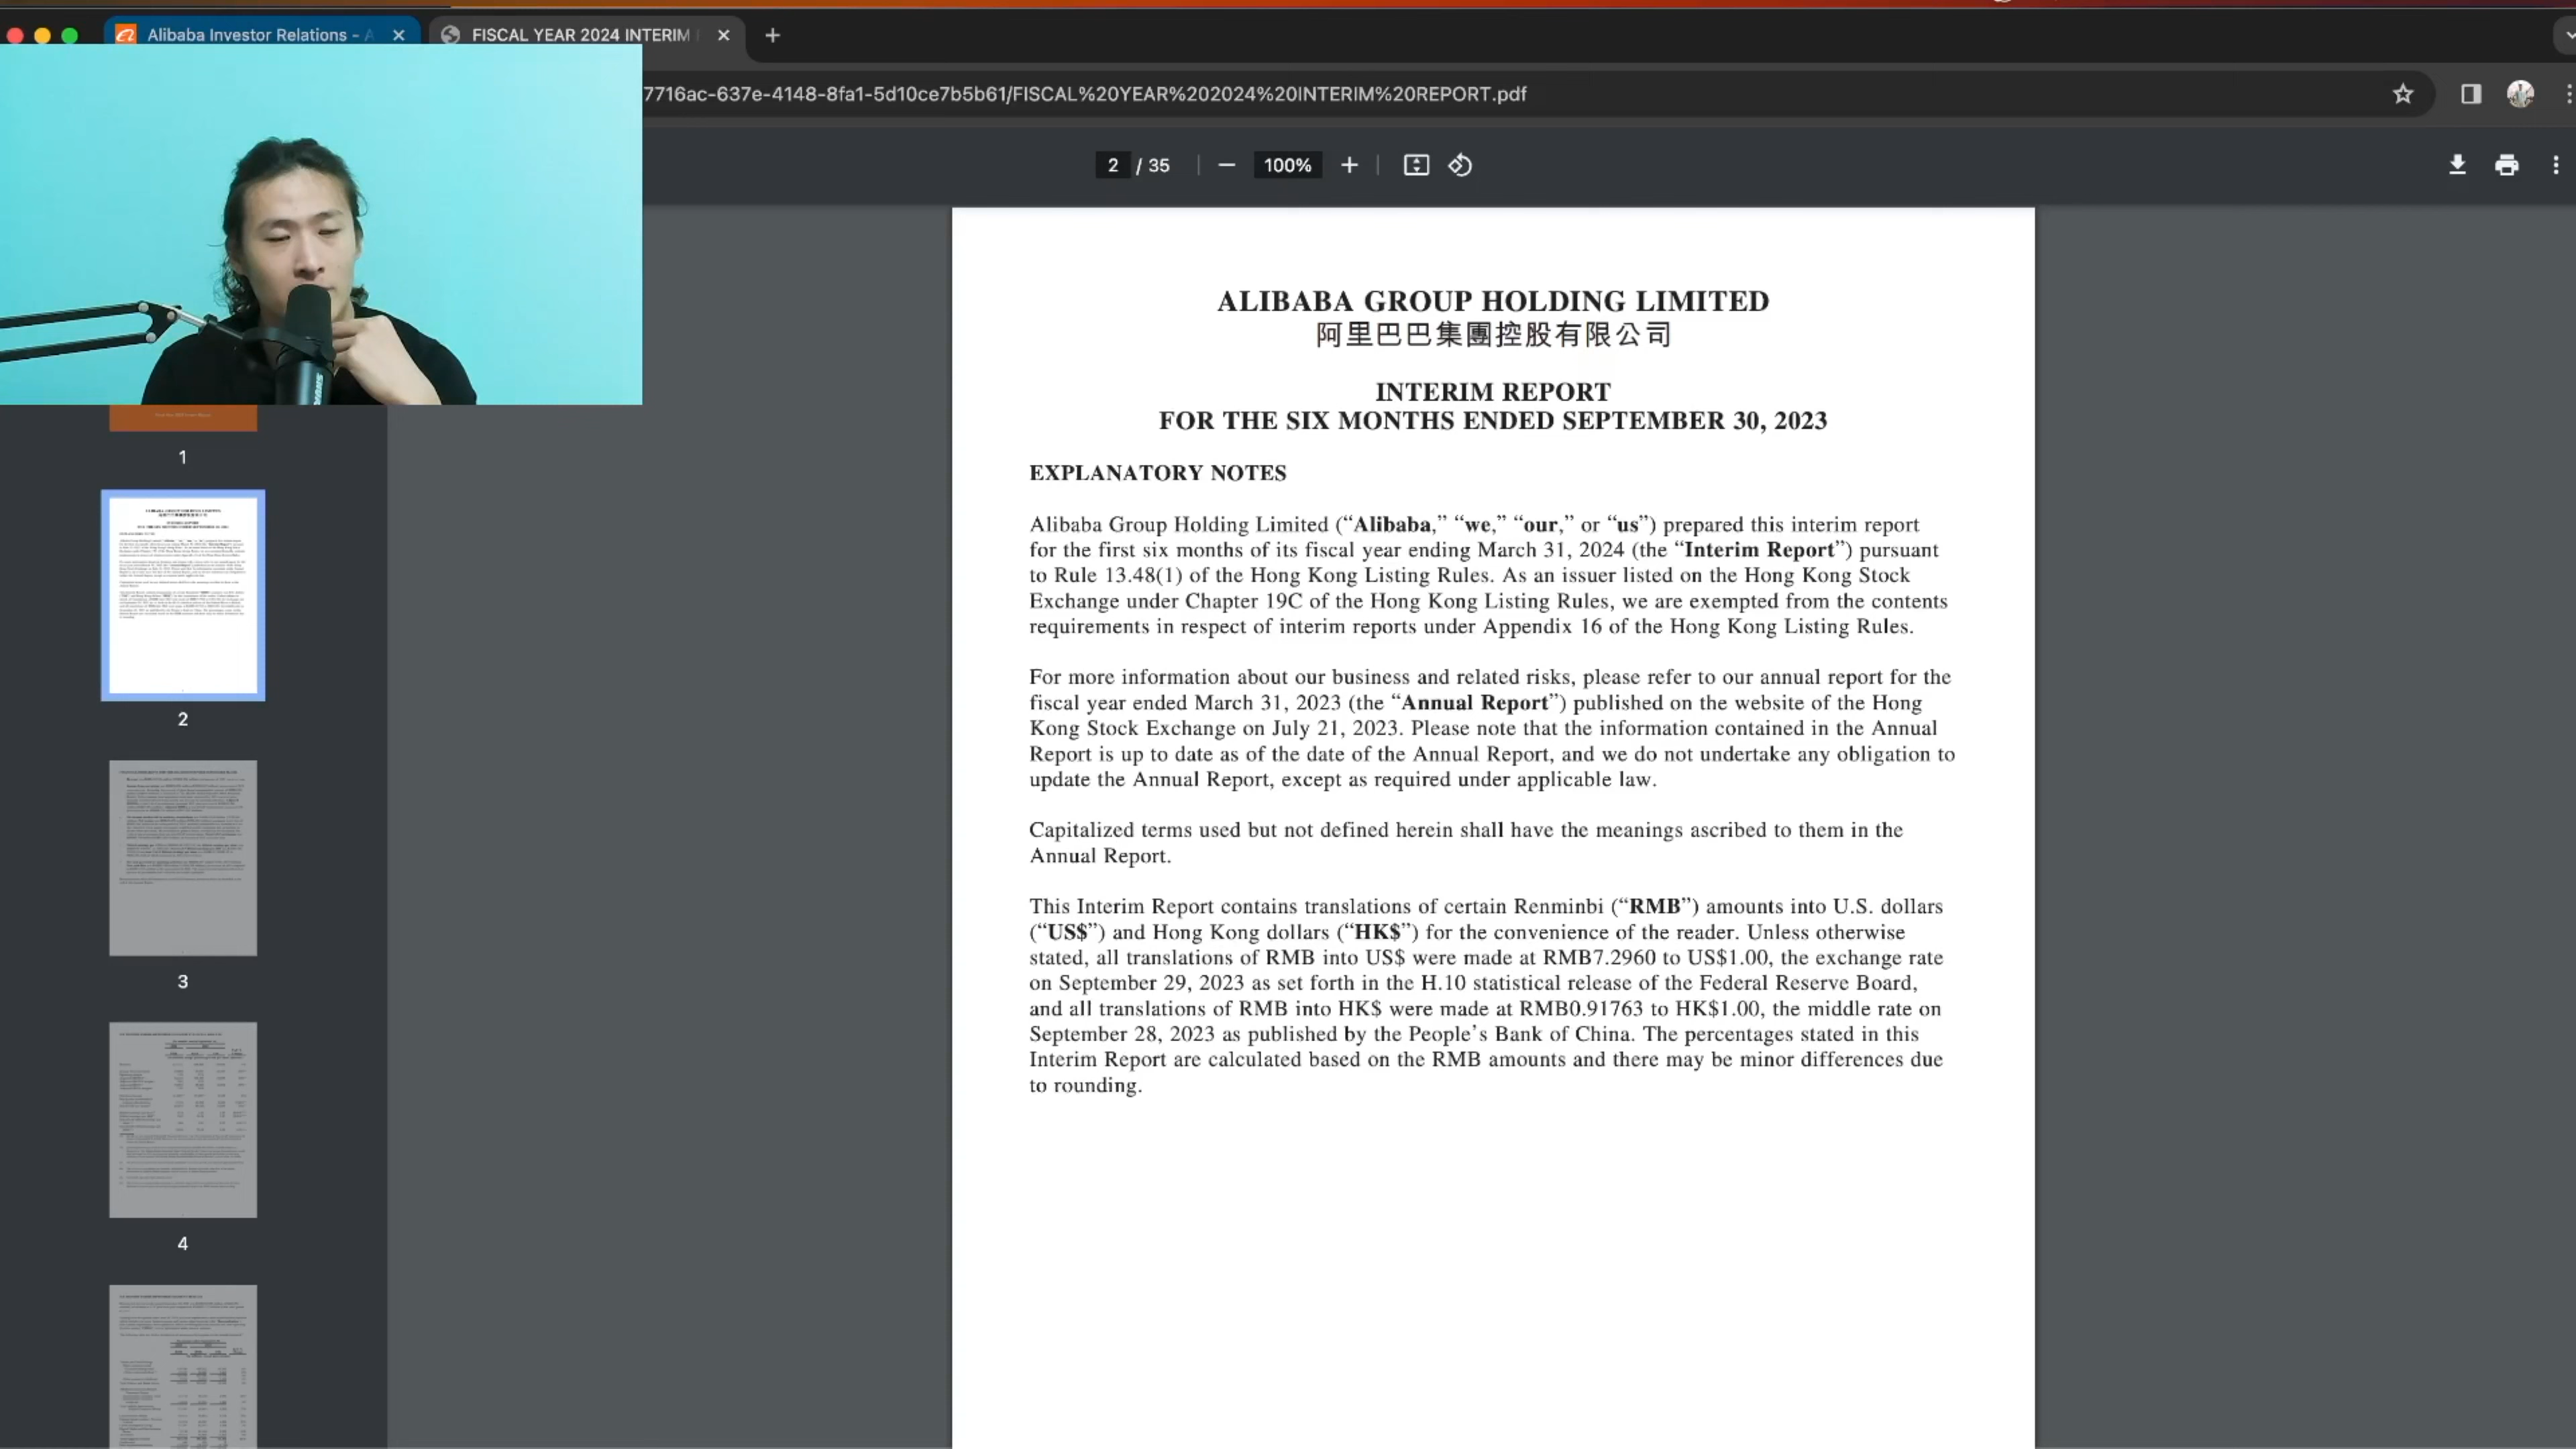 Alibaba Investor Relations - A
FISCAL YEAR 2024 INTERIM
7716ac-637e-4148-8fa1-5d10ce7b5b61/FISCAL%20YEAR%202024%20INTERIM%20REPORT.pdf
2 / 35
100%
ALIBABA GROUP HOLDING LIMITED
阿里巴巴集團控股有限公司
INTERIM REPORT
FOR THE SIX MONTHS ENDED SEPTEMBER 30, 2023
EXPLANATORY NOTES
Alibaba Group Holding Limited (“Alibaba,” “we,” “our,” or “us”) prepared this interim report
for the first six months of its fiscal year ending March 31, 2024 (the “Interim Report”) pursuant
to Rule 13.48(1) of the Hong Kong Listing Rules. As an issuer listed on the Hong Kong Stock
Exchange under Chapter 19C of the Hong Kong Listing Rules, we are exempted from the contents
requirements in respect of interim reports under Appendix 16 of the Hong Kong Listing Rules.
For more information about our business and related risks, please refer to our annual report for the
fiscal year ended March 31, 2023 (the “Annual Report”) published on the website of the Hong
Kong Stock Exchange on July 21, 2023. Please note that the information contained in the Annual
Report is up to date as of the date of the Annual Report, and we do not undertake any obligation to
update the Annual Report, except as required under applicable law.
Capitalized terms used but not defined herein shall have the meanings ascribed to them in the
Annual Report.
This Interim Report contains translations of certain Renminbi (“RMB”) amounts into U.S. dollars
(“US$”) and Hong Kong dollars (“HK$”) for the convenience of the reader. Unless otherwise
stated, all translations of RMB into US$ were made at RMB7.2960 to US$1.00, the exchange rate
on September 29, 2023 as set forth in the H.10 statistical release of the Federal Reserve Board,
and all translations of RMB into HK$ were made at RMB0.91763 to HK$1.00, the middle rate on
September 28, 2023 as published by the People’s Bank of China. The percentages stated in this
Interim Report are calculated based on the RMB amounts and there may be minor differences due
to rounding.
1
2
3
4